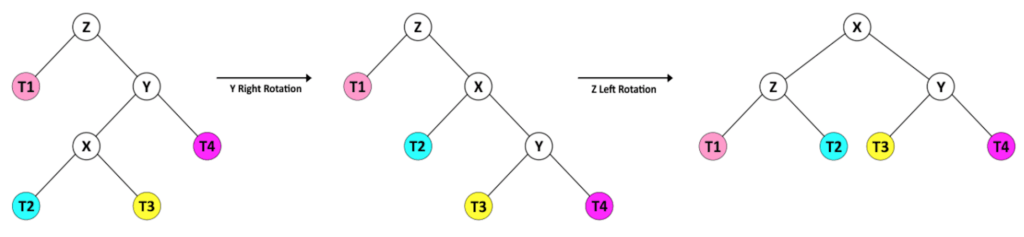 Z
T1
Y
X
T4
T2
T3
Y Right Rotation
Z
T1
X
T2
Y
T3
T4
Z Left Rotation
X
Z
Y
T1
T2
T3
T4